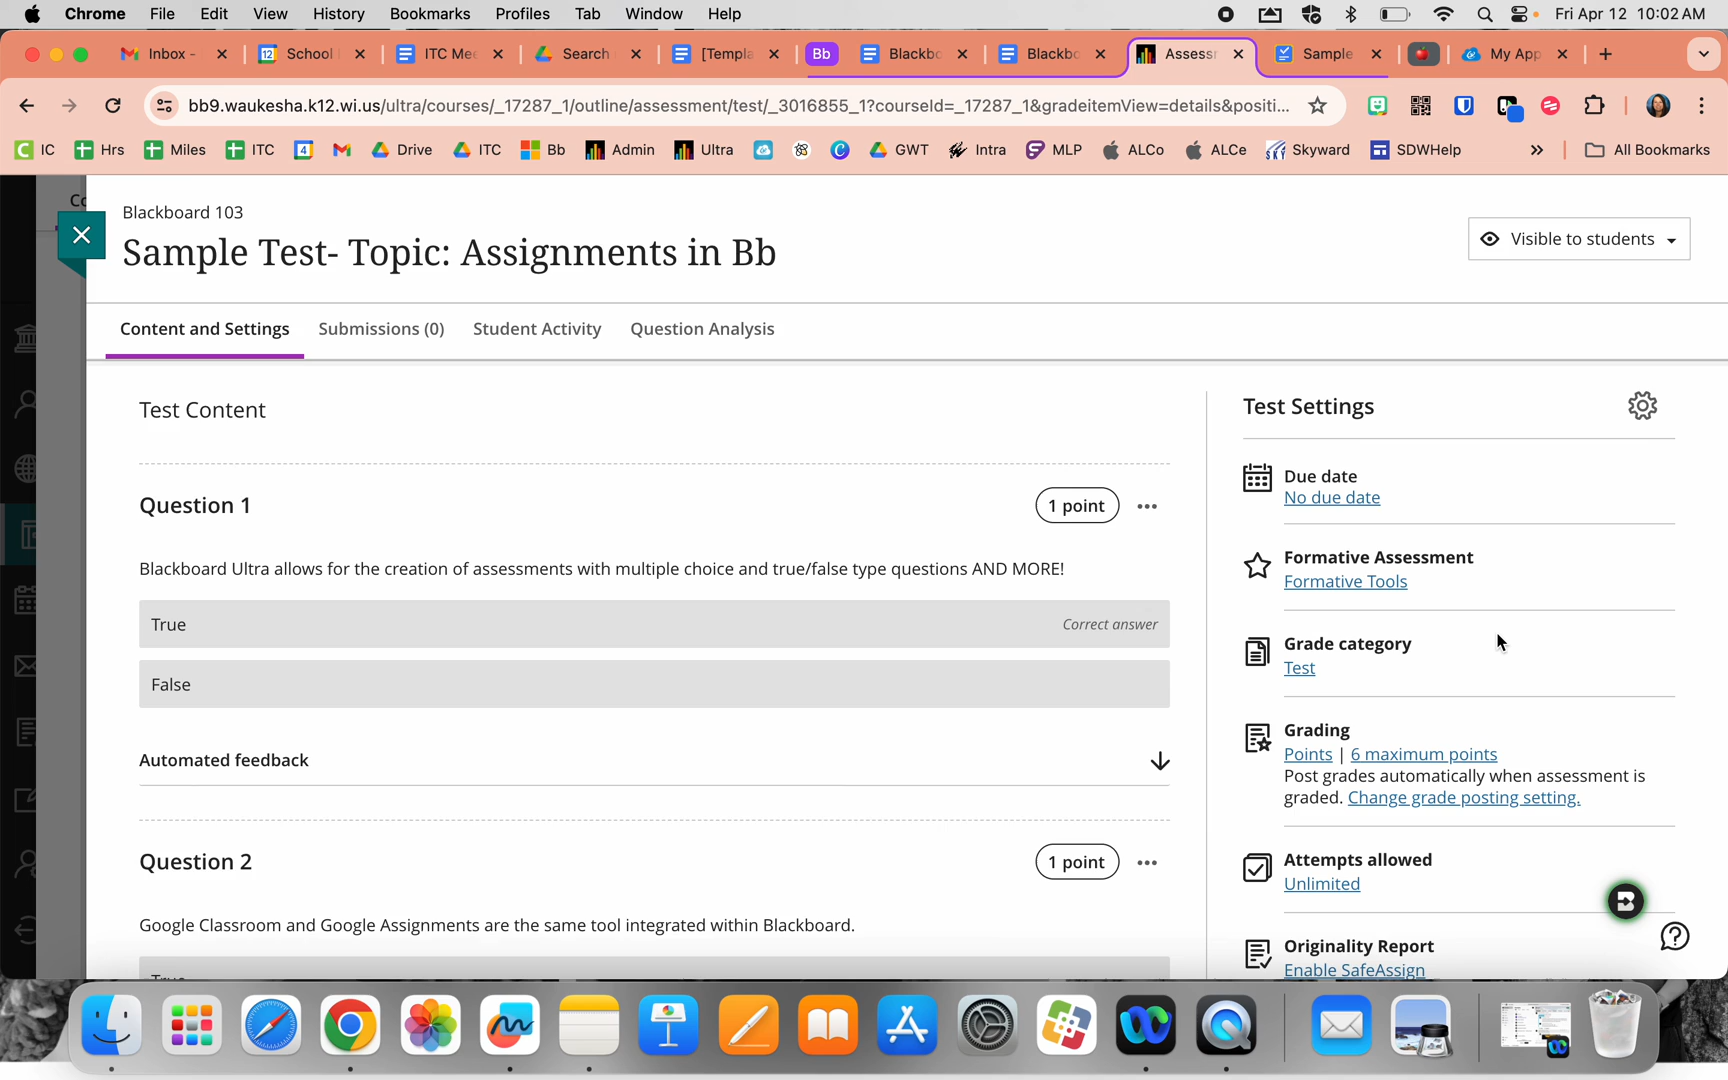 Chrome File Edit View History Bookmarks Profiles Tab Window Help Fri Apr 12 10:02 AM
Inbox - School ITC Mee Search [Templa Bb Blackbo Blackbo Assessm Sample My App
bb9.waukesha.k12.wi.us/ultra/courses/_17287_1/outline/assessment/test/_3016855_1?courseId=_17287_1&gradeitemView=details&positi...
IC Hrs Miles ITC Drive ITC Bb Admin Ultra GWT Intra MLP ALCo ALCe Skyward SDWHelp » All Bookmarks
Blackboard 103
Sample Test- Topic: Assignments in Bb
Visible to students
Content and Settings Submissions (0) Student Activity Question Analysis
Test Content
Question 1
1 point
Blackboard Ultra allows for the creation of assessments with multiple choice and true/false type questions AND MORE!
True
Correct answer
False
Automated feedback
Question 2
1 point
Google Classroom and Google Assignments are the same tool integrated within Blackboard.
True
Test Settings
Due date
No due date
Formative Assessment
Formative Tools
Grade category
Test
Grading
Points | 6 maximum points
Post grades automatically when assessment is
graded. Change grade posting setting.
Attempts allowed
Unlimited
Originality Report
Enable SafeAssign